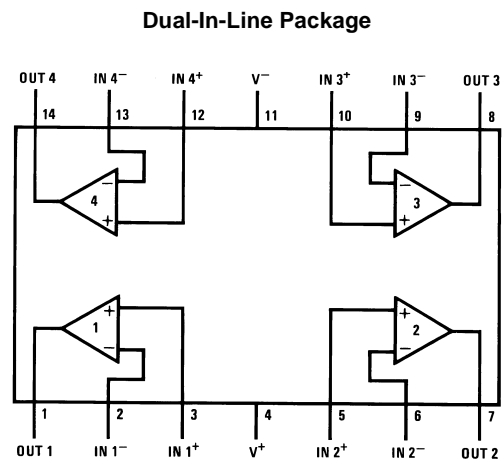 Dual-In-Line Package
OUT 4 IN 4⁻ IN 4⁺ V⁻ IN 3⁺ IN 3⁻ OUT 3
14 13 12 11 10 9 8
− −
4 3
+ +
+ +
1 2
− −
1 2 3 4 5 6 7
OUT 1 IN 1⁻ IN 1⁺ V⁺ IN 2⁺ IN 2⁻ OUT 2